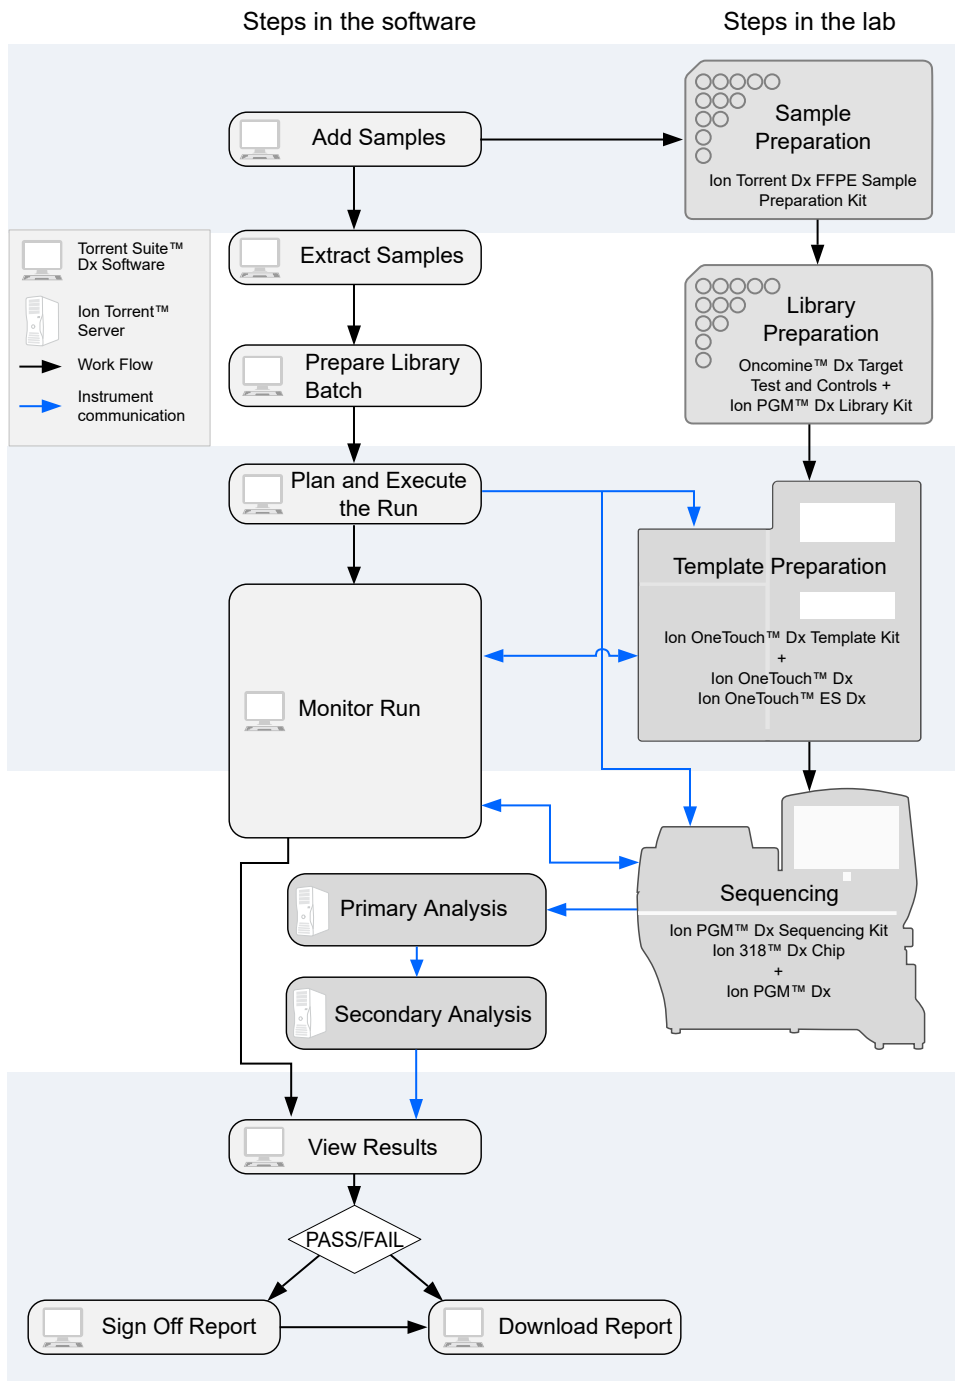 Steps in the software
Steps in the lab
Add Samples
Sample
Preparation
Ion Torrent Dx FFPE Sample
Preparation Kit
Torrent Suite™
Dx Software
Ion Torrent™
Server
Work Flow
Instrument
communication
Extract Samples
Prepare Library
Batch
Library
Preparation
Oncomine™ Dx Target
Test and Controls +
Ion PGM™ Dx Library Kit
Plan and Execute
the Run
Template Preparation
Ion OneTouch™ Dx Template Kit
+
Ion OneTouch™ Dx
Ion OneTouch™ ES Dx
Monitor Run
Sequencing
Ion PGM™ Dx Sequencing Kit
Ion 318™ Dx Chip
+
Ion PGM™ Dx
Primary Analysis
Secondary Analysis
View Results
PASS/FAIL
Sign Off Report
Download Report